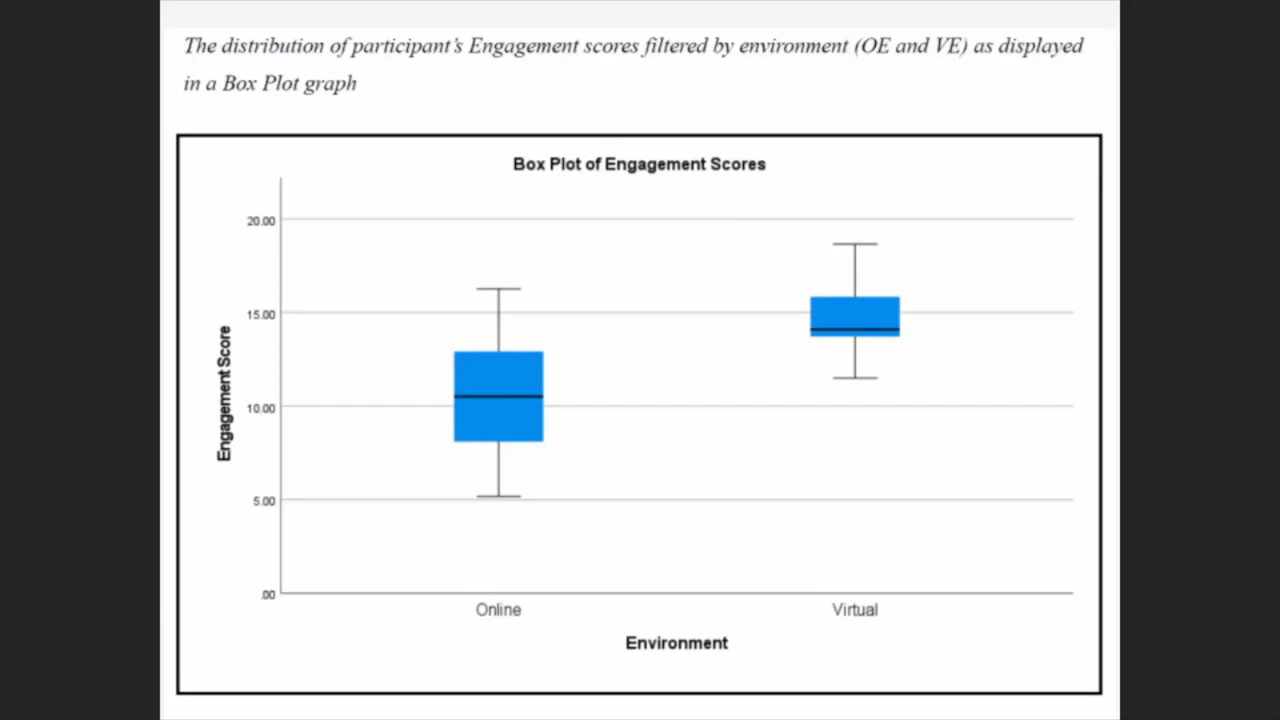 The distribution of participant's Engagement scores filtered by environment (OE and VE) as displayed
in a Box Plot graph
Box Plot of Engagement Scores
20.00
15.00
10.00
5.00
.00
Engagement Score
Online
Virtual
Environment